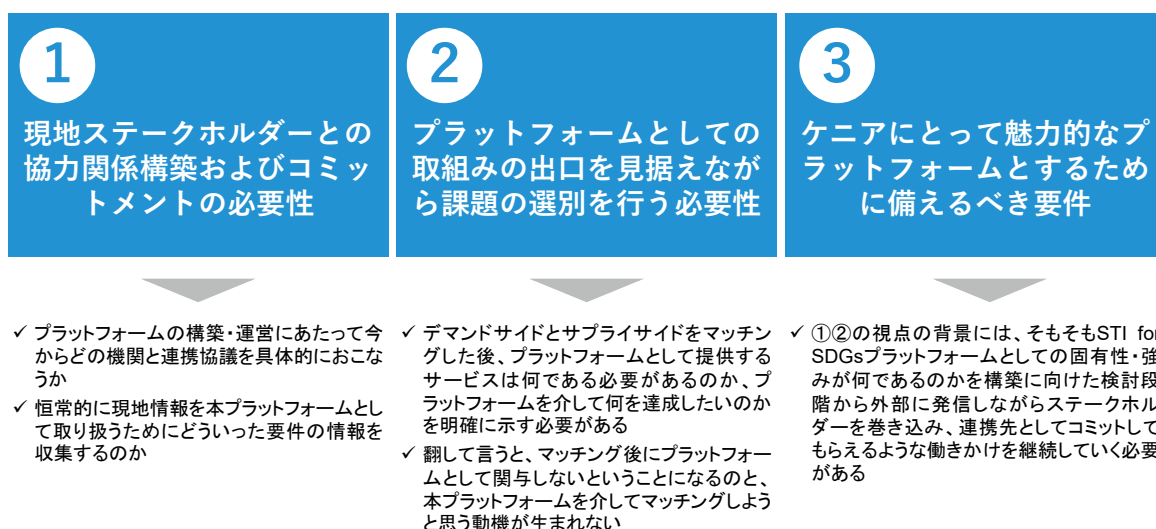 1
現地ステークホルダーとの
協力関係構築およびコミッ
トメントの必要性
✓ プラットフォームの構築・運営にあたって今
からどの機関と連携協議を具体的におこな
うか
✓ 恒常的に現地情報を本プラットフォームとし
て取り扱うためにどういった要件の情報を
収集するのか
2
プラットフォームとしての
取組みの出口を見据えなが
ら課題の選別を行う必要性
✓ デマンドサイドとサプライサイドをマッチン
グした後、プラットフォームとして提供する
サービスは何である必要があるのか、プ
ラットフォームを介して何を達成したいのか
を明確に示す必要がある
✓ 翻して言うと、マッチング後にプラットフォー
ムとして関与しないということになるのと、
本プラットフォームを介してマッチングしよう
と思う動機が生まれない
3
ケニアにとって魅力的なプ
ラットフォームとするため
に備えるべき要件
✓ ①②の視点の背景には、そもそもSTI for
SDGsプラットフォームとしての固有性・強
みが何であるのかを構築に向けた検討段
階から外部に発信しながらステークホル
ダーを巻き込み、連携先としてコミットして
もらえるような働きかけを継続していく必要
がある